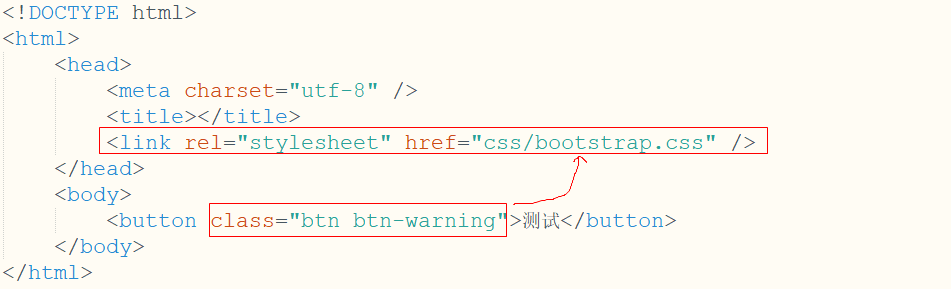 <!DOCTYPE html>
<html>
    <head>
        <meta charset="utf-8" />
        <title></title>
        <link rel="stylesheet" href="css/bootstrap.css" />
    </head>
    <body>
        <button class="btn btn-warning">测试</button>
    </body>
</html>